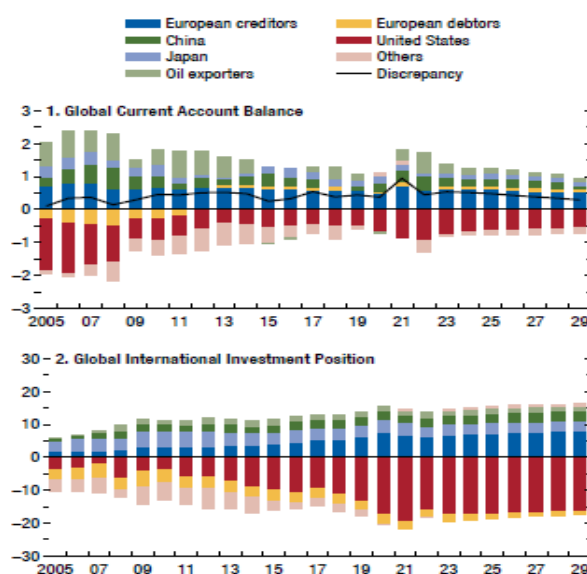 European creditors European debtors
China United States
Japan Others
Oil exporters Discrepancy
3 – 1. Global Current Account Balance
2
1
0
–1
–2
–3
2005 07 09 11 13 15 17 19 21 23 25 27 29
30 – 2. Global International Investment Position
20
10
0
–10
–20
–30
2005 07 09 11 13 15 17 19 21 23 25 27 29